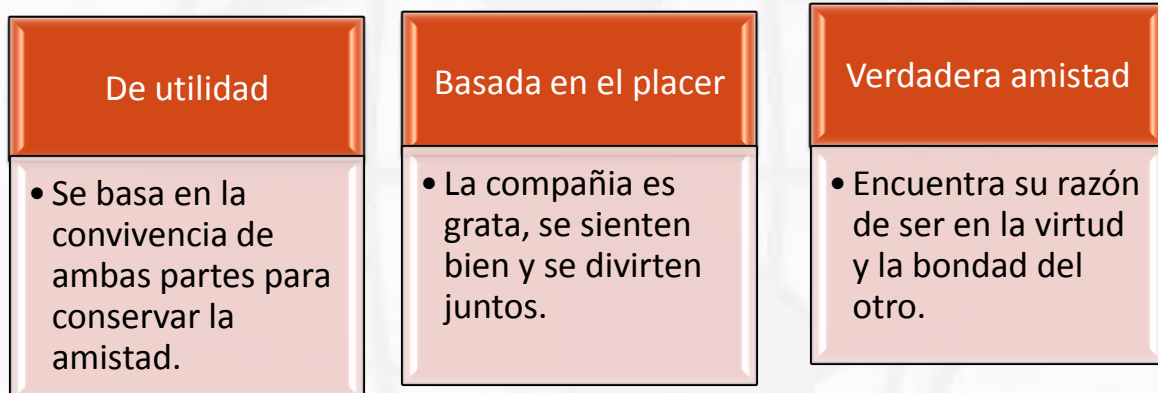 De utilidad
• Se basa en la
convivencia de
ambas partes para
conservar la
amistad.
Basada en el placer
• La compañia es
grata, se sienten
bien y se divirten
juntos.
Verdadera amistad
• Encuentra su razón
de ser en la virtud
y la bondad del
otro.